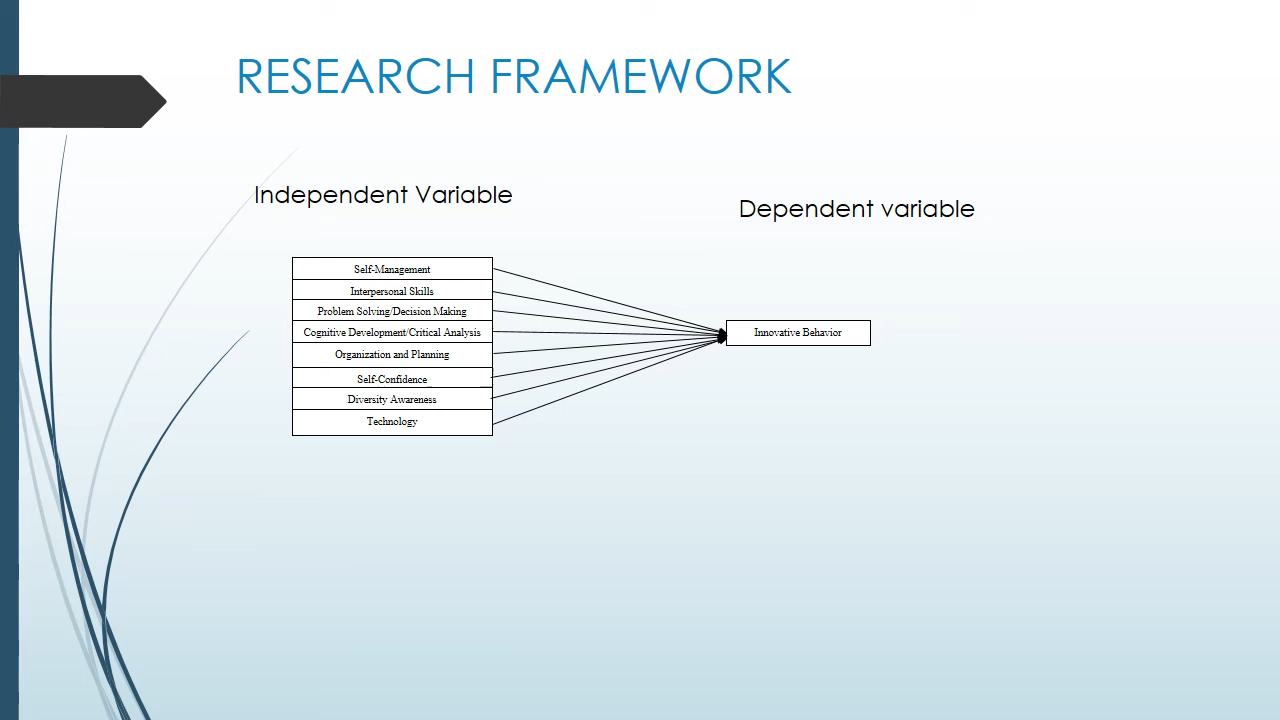 RESEARCH FRAMEWORK
Independent Variable
Dependent variable
Self-Management
Interpersonal Skills
Problem Solving/Decision Making
Cognitive Development/Critical Analysis
Organization and Planning
Self-Confidence
Diversity Awareness
Technology
Innovative Behavior